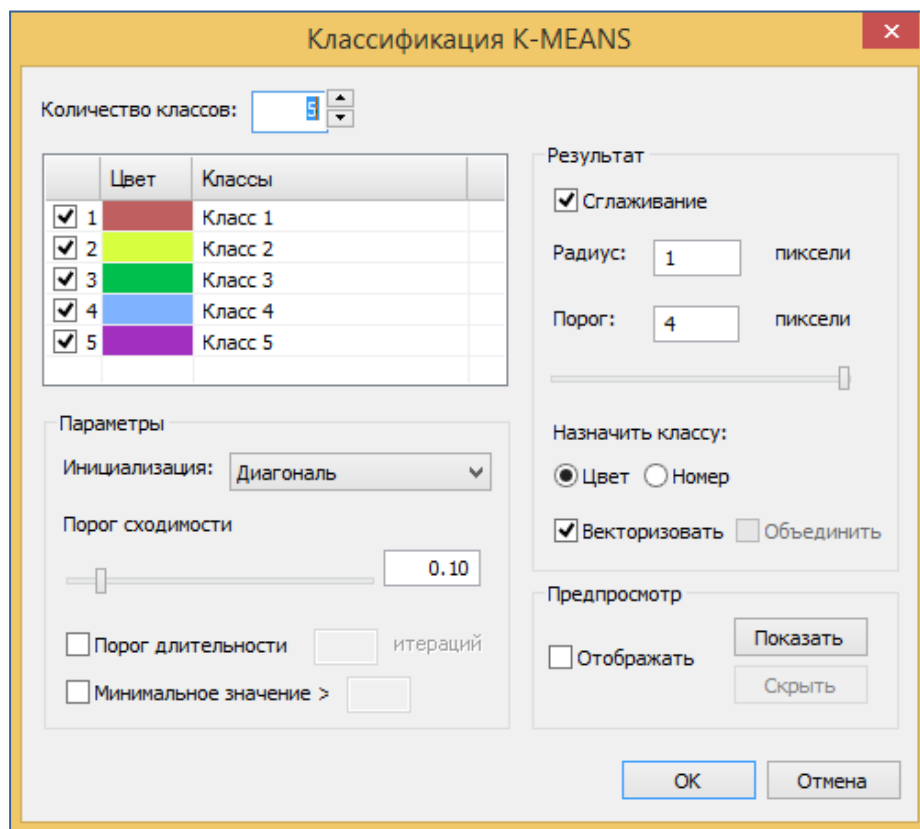 Классификация K-MEANS
Количество классов: 5
Цвет Классы
1 Класс 1
2 Класс 2
3 Класс 3
4 Класс 4
5 Класс 5
Параметры
Инициализация: Диагональ
Порог сходимости
0.10
Порог длительности итераций
Минимальное значение >
Результат
Сглаживание
Радиус: 1 пиксели
Порог: 4 пиксели
Назначить классу:
Цвет Номер
Векторизовать Объединить
Предпросмотр
Отображать
Показать
Скрыть
OK Отмена